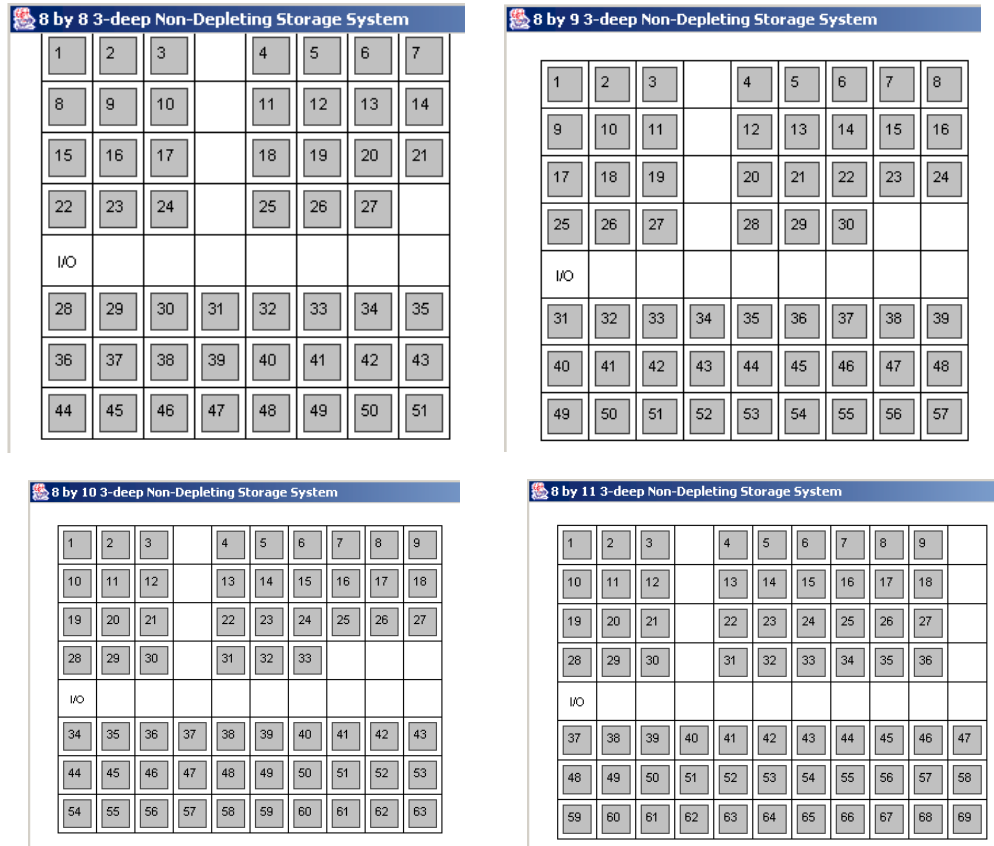 8 by 8 3-deep Non-Depleting Storage System
1 2 3 4 5 6 7
8 9 10 11 12 13 14
15 16 17 18 19 20 21
22 23 24 25 26 27
I/O
28 29 30 31 32 33 34 35
36 37 38 39 40 41 42 43
44 45 46 47 48 49 50 51
8 by 9 3-deep Non-Depleting Storage System
1 2 3 4 5 6 7 8
9 10 11 12 13 14 15 16
17 18 19 20 21 22 23 24
25 26 27 28 29 30
I/O
31 32 33 34 35 36 37 38 39
40 41 42 43 44 45 46 47 48
49 50 51 52 53 54 55 56 57
8 by 10 3-deep Non-Depleting Storage System
1 2 3 4 5 6 7 8 9
10 11 12 13 14 15 16 17 18
19 20 21 22 23 24 25 26 27
28 29 30 31 32 33
I/O
34 35 36 37 38 39 40 41 42 43
44 45 46 47 48 49 50 51 52 53
54 55 56 57 58 59 60 61 62 63
8 by 11 3-deep Non-Depleting Storage System
1 2 3 4 5 6 7 8 9
10 11 12 13 14 15 16 17 18
19 20 21 22 23 24 25 26 27
28 29 30 31 32 33 34 35 36
I/O
37 38 39 40 41 42 43 44 45 46 47
48 49 50 51 52 53 54 55 56 57 58
59 60 61 62 63 64 65 66 67 68 69